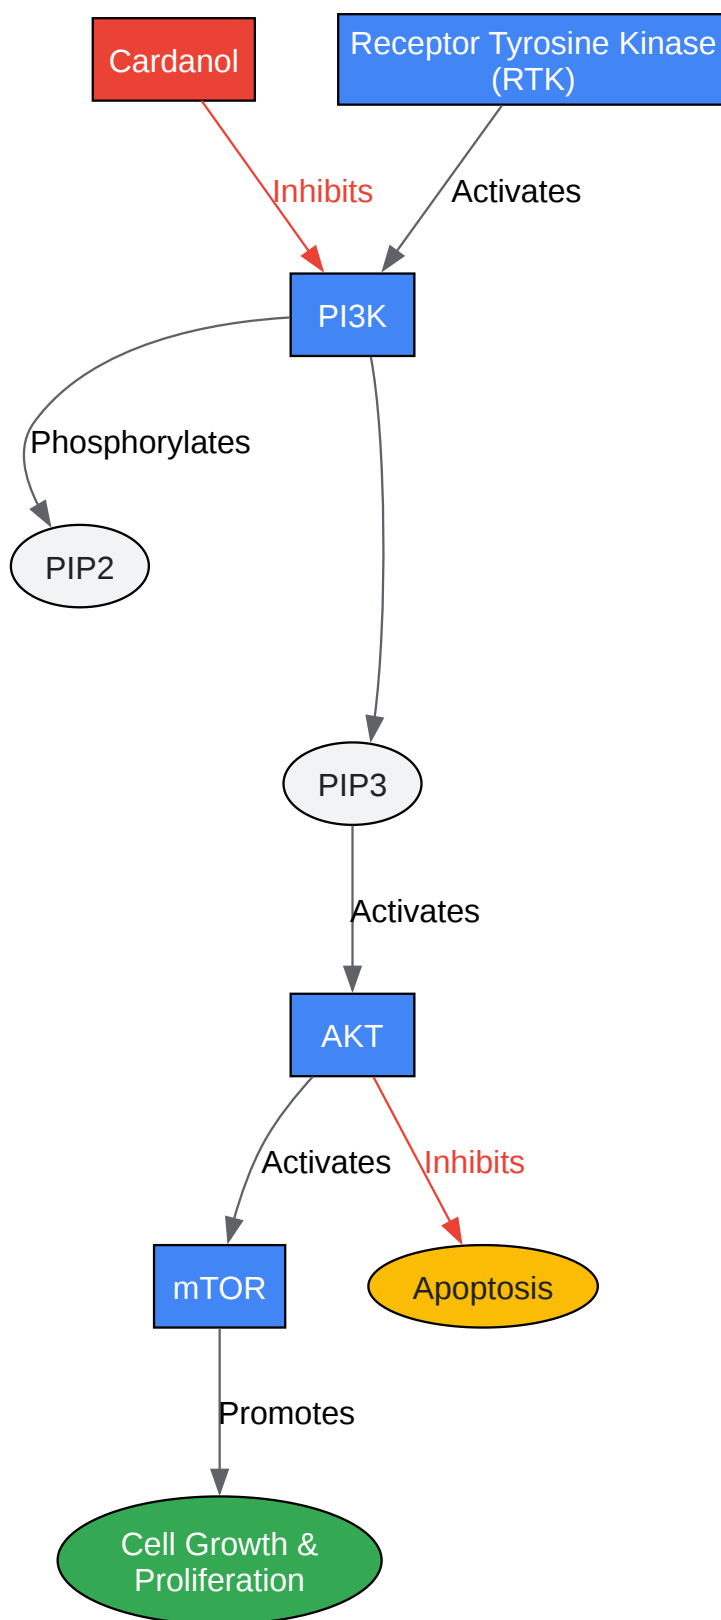 Cardanol
Receptor Tyrosine Kinase
(RTK)
Inhibits
Activates
PI3K
Phosphorylates
PIP2
PIP3
Activates
AKT
Activates
Inhibits
mTOR
Apoptosis
Promotes
Cell Growth &
Proliferation